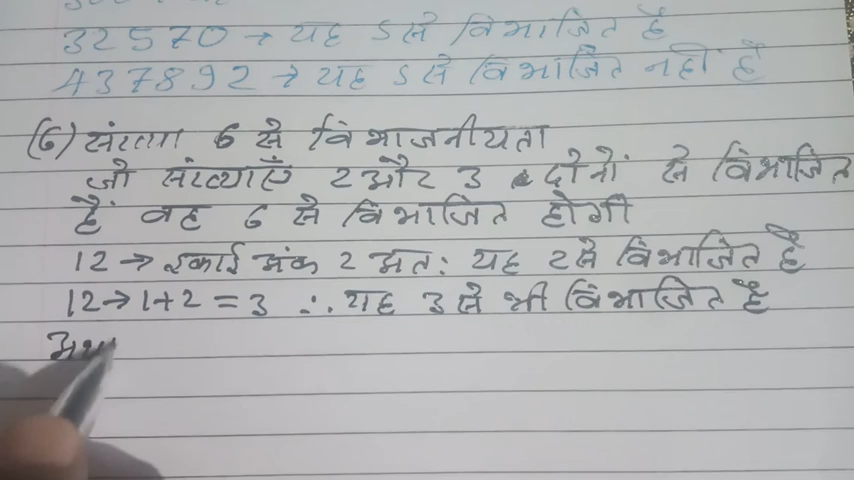 32570 → यह 5 से विभाजित है
437892 → यह 5 से विभाजित नहीं है
(6) संख्या 6 से विभाजनीयता
जो संख्याएँ 2 और 3 दोनों से विभाजित
हैं वह 6 से विभाजित होगी
12 → इकाई अंक 2 अत: यह 2 से विभाजित है
12 → 1+2 = 3 ∴ यह 3 से भी विभाजित है